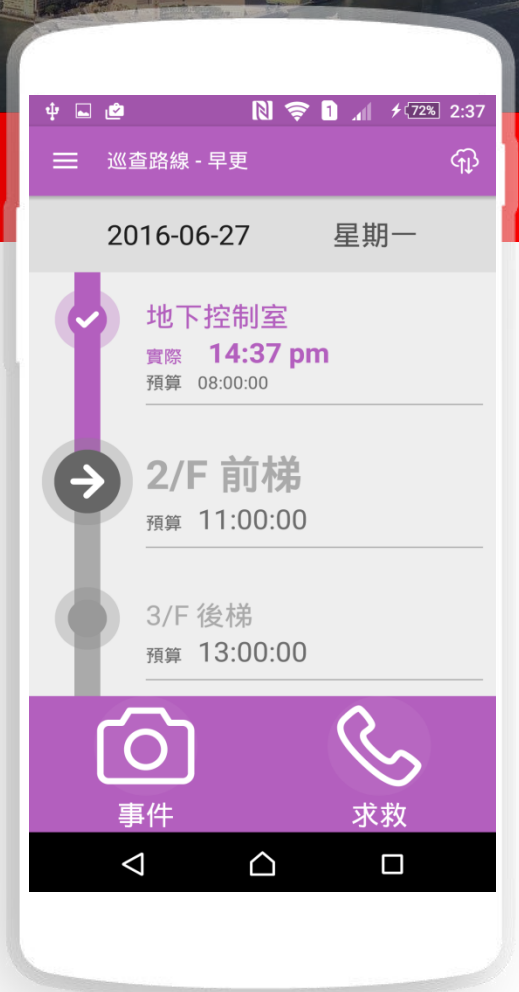 1 72% 2:37
巡查路線 - 早更
2016-06-27 星期一
地下控制室
實際 14:37 pm
預算 08:00:00
2/F 前梯
預算 11:00:00
3/F 後梯
預算 13:00:00
事件 求救